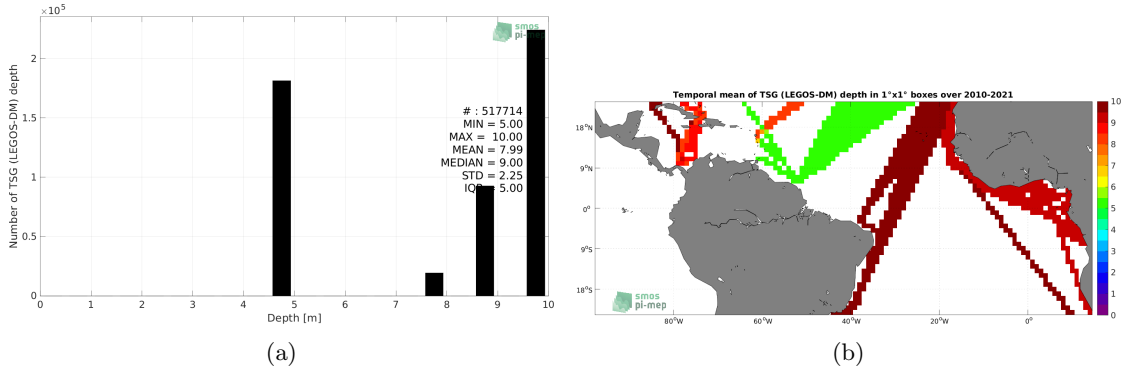 ×10⁵
smos
pi-mep
Number of TSG (LEGOS-DM) depth
2
1.5
1
0.5
0
# : 517714
MIN = 5.00
MAX = 10.00
MEAN = 7.99
MEDIAN = 9.00
STD = 2.25
IQR = 5.00
0 1 2 3 4 5 6 7 8 9 10
Depth [m]
(a)
Temporal mean of TSG (LEGOS-DM) depth in 1°x1° boxes over 2010-2021
18°N
9°N
0°
9°S
18°S
80°W 60°W 40°W 20°W 0°
smos
pi-mep
10
9
8
7
6
5
4
3
2
1
0
(b)